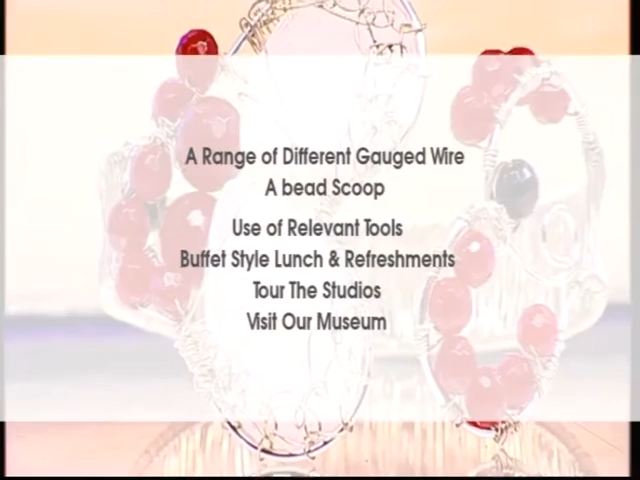 A Range of Different Gauged Wire
A bead Scoop
Use of Relevant Tools
Buffet Style Lunch & Refreshments
Tour The Studios
Visit Our Museum